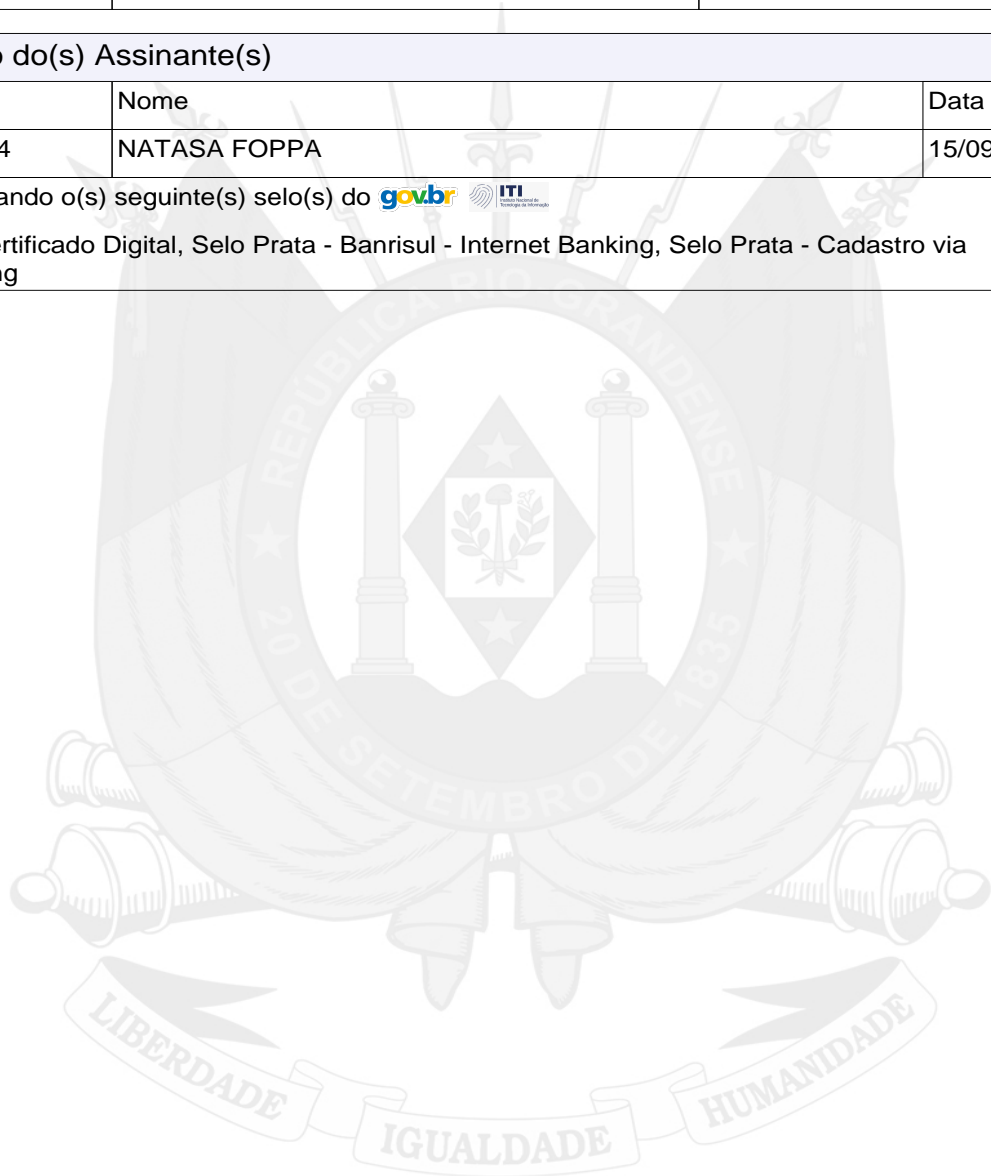 o do(s) Assinante(s)
Nome Data
4 NATASA FOPPA 15/09
ando o(s) seguinte(s) selo(s) do gov.br ITI
ertificado Digital, Selo Prata - Banrisul - Internet Banking, Selo Prata - Cadastro via
ng
REPÚBLICA RIO-GRANDENSE
20 DE SETEMBRO DE 1835
LIBERDADE IGUALDADE HUMANIDADE